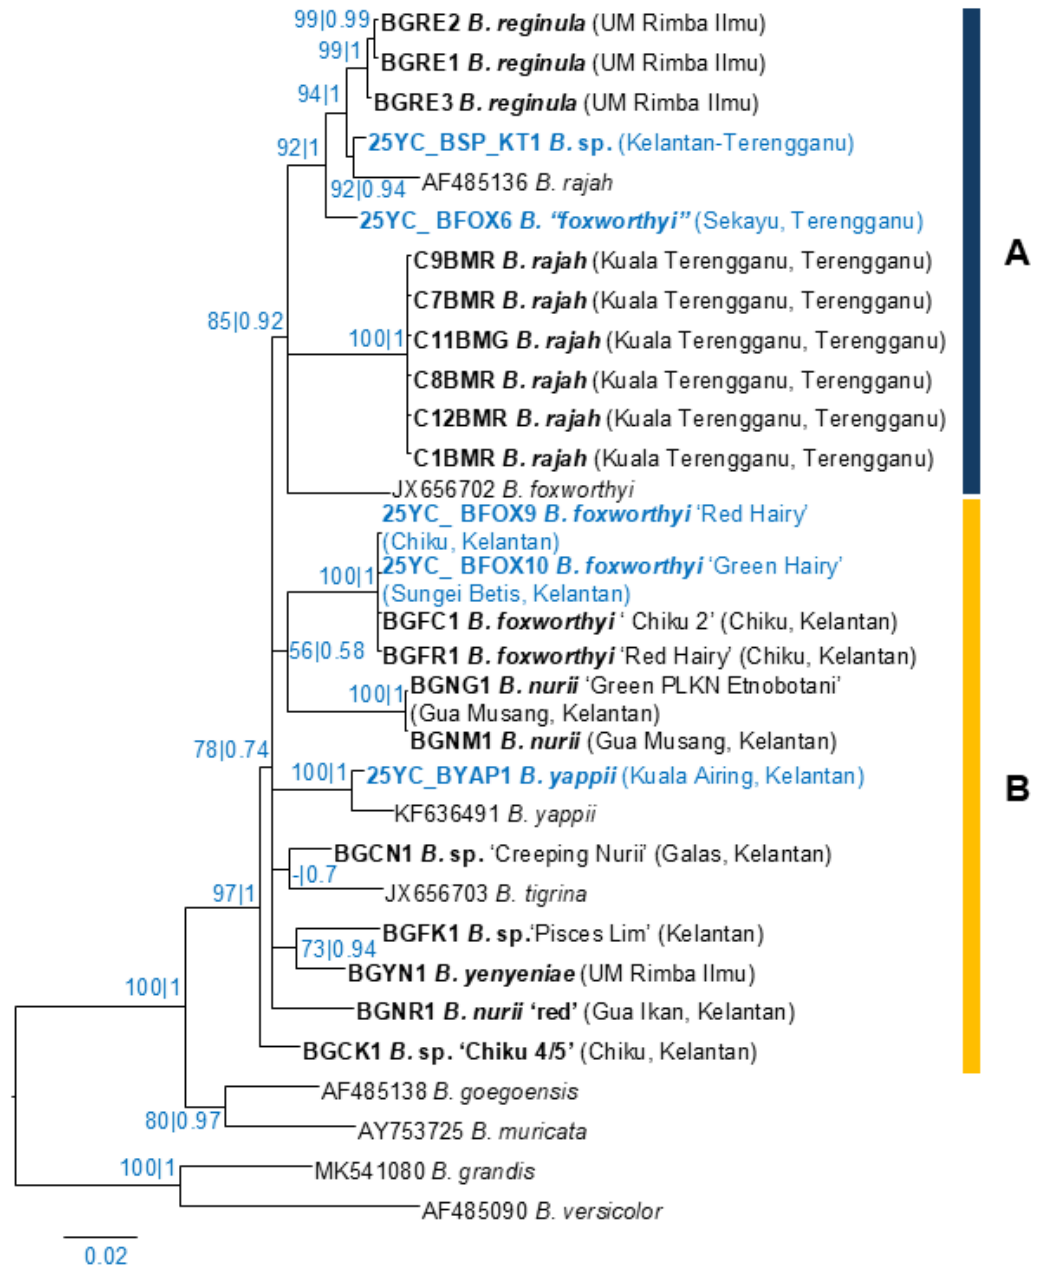 99|0.99
BGRE2 B. reginula (UM Rimba Ilmu)
99|1
BGRE1 B. reginula (UM Rimba Ilmu)
94|1
BGRE3 B. reginula (UM Rimba Ilmu)
92|1
25YC_BSP_KT1 B. sp. (Kelantan-Terengganu)
92|0.94
AF485136 B. rajah
25YC_ BFOX6 B. “foxworthyi” (Sekayu, Terengganu)
A
C9BMR B. rajah (Kuala Terengganu, Terengganu)
C7BMR B. rajah (Kuala Terengganu, Terengganu)
85|0.92
100|1
C11BMG B. rajah (Kuala Terengganu, Terengganu)
C8BMR B. rajah (Kuala Terengganu, Terengganu)
C12BMR B. rajah (Kuala Terengganu, Terengganu)
C1BMR B. rajah (Kuala Terengganu, Terengganu)
JX656702 B. foxworthyi
25YC_ BFOX9 B. foxworthyi ‘Red Hairy’
(Chiku, Kelantan)
100|1
25YC_ BFOX10 B. foxworthyi ‘Green Hairy’
(Sungei Betis, Kelantan)
BGFC1 B. foxworthyi ‘ Chiku 2’ (Chiku, Kelantan)
56|0.58
BGFR1 B. foxworthyi ‘Red Hairy’ (Chiku, Kelantan)
100|1
BGNG1 B. nurii ‘Green PLKN Etnobotani’
(Gua Musang, Kelantan)
BGNM1 B. nurii (Gua Musang, Kelantan)
78|0.74
100|1
25YC_BYAP1 B. yappii (Kuala Airing, Kelantan)
B
KF636491 B. yappii
BGCN1 B. sp. ‘Creeping Nurii’ (Galas, Kelantan)
-|0.7
JX656703 B. tigrina
97|1
BGFK1 B. sp.‘Pisces Lim’ (Kelantan)
73|0.94
BGYN1 B. yenyeniae (UM Rimba Ilmu)
100|1
BGNR1 B. nurii ‘red’ (Gua Ikan, Kelantan)
BGCK1 B. sp. ‘Chiku 4/5’ (Chiku, Kelantan)
AF485138 B. goegoensis
80|0.97
AY753725 B. muricata
100|1
MK541080 B. grandis
AF485090 B. versicolor
0.02